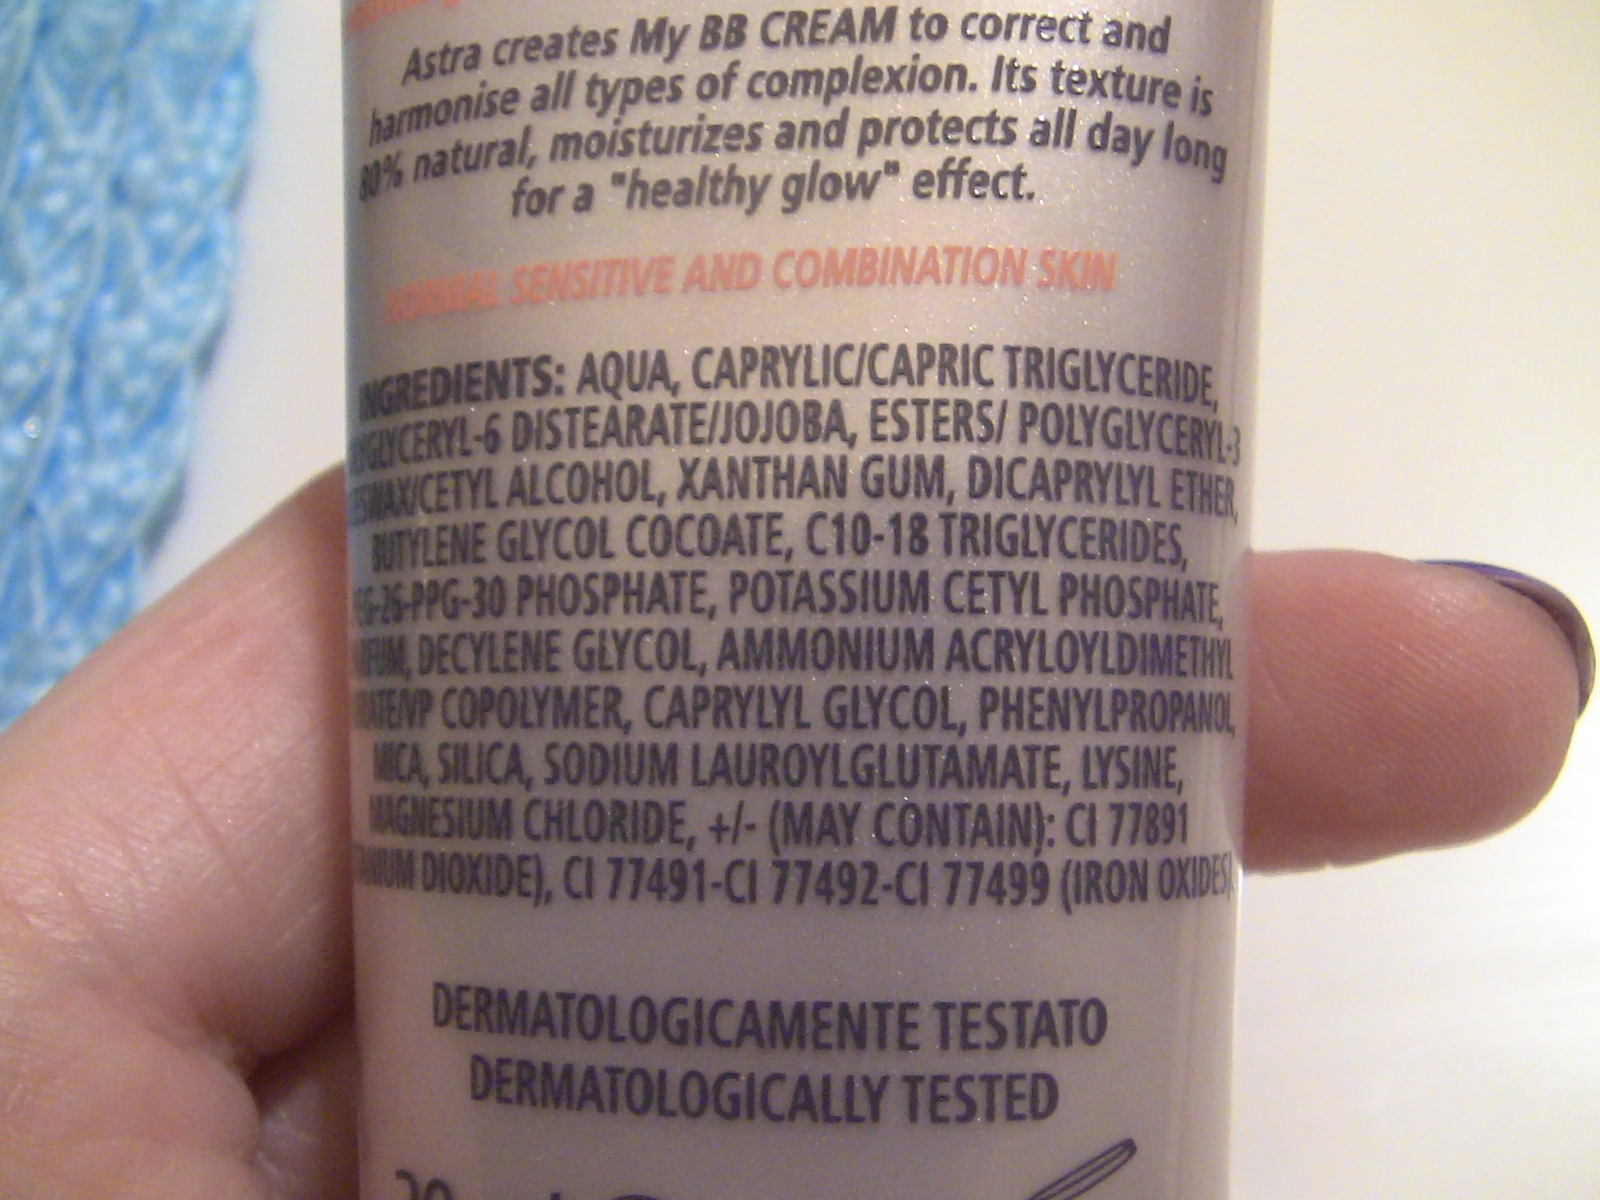 Astra creates My BB CREAM to correct and
harmonise all types of complexion. Its texture is
80% natural, moisturizes and protects all day long
for a "healthy glow" effect.
NORMAL SENSITIVE AND COMBINATION SKIN
INGREDIENTS: AQUA, CAPRYLIC/CAPRIC TRIGLYCERIDE,
DISTEARATE/JOJOBA, ESTERS/ POLYGLYCERYL-3
ALCOHOL, XANTHAN GUM, DICAPRYLYL ETHER,
BUTYLENE GLYCOL COCOATE, C10-18 TRIGLYCERIDES,
PHOSPHATE, POTASSIUM CETYL PHOSPHATE,
DECYLENE GLYCOL, AMMONIUM ACRYLOYLDIMETHYL
COPOLYMER, CAPRYLYL GLYCOL, PHENYLPROPANOL,
MICA, SILICA, SODIUM LAUROYLGLUTAMATE, LYSINE,
MAGNESIUM CHLORIDE, +/- (MAY CONTAIN): CI 77891
DIOXIDE), CI 77491-CI 77492-CI 77499 (IRON OXIDES).
DERMATOLOGICAMENTE TESTATO
DERMATOLOGICALLY TESTED